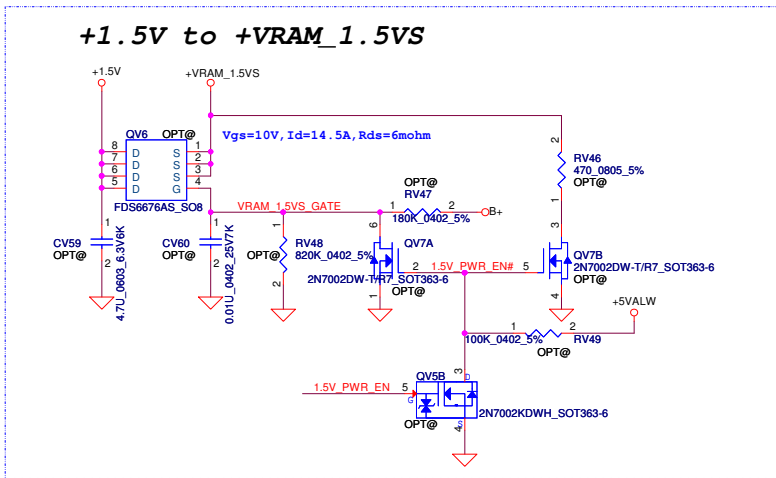 +1.5V to +VRAM_1.5VS
+1.5V
+VRAM_1.5VS
QV6
OPT@
Vgs=10V,Id=14.5A,Rds=6mohm
8
D
S
1
7
D
S
2
6
D
S
3
5
D
G
4
FDS6676AS_SO8
2
RV46
470_0805_5%
OPT@
1
OPT@
RV47
VRAM_1.5VS_GATE
1
2
B+
180K_0402_5%
1
CV59
OPT@
2
4.7U_0603_6.3V6K
1
CV60
OPT@
2
0.01U_0402_25V7K
1
RV48
820K_0402_5%
OPT@
2
6
QV7A
2
2N7002DW-T/R7_SOT363-6
OPT@
1
1.5V_PWR_EN#
3
5
QV7B
2N7002DW-T/R7_SOT363-6
OPT@
4
+5VALW
1
2
100K_0402_5%
RV49
OPT@
3
QV5B
D
1.5V_PWR_EN
5
G
2N7002KDWH_SOT363-6
OPT@
4
S